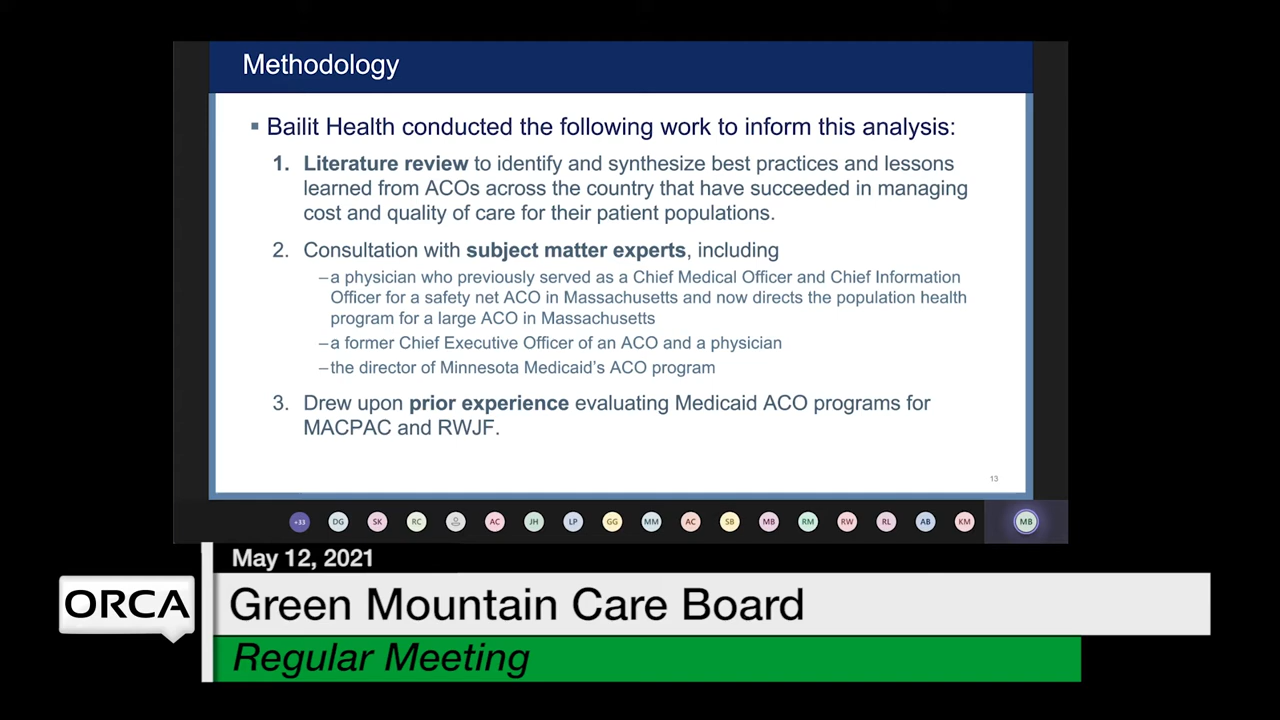 Methodology
▪ Bailit Health conducted the following work to inform this analysis:
1. Literature review to identify and synthesize best practices and lessons
learned from ACOs across the country that have succeeded in managing
cost and quality of care for their patient populations.
2. Consultation with subject matter experts, including
–a physician who previously served as a Chief Medical Officer and Chief Information
Officer for a safety net ACO in Massachusetts and now directs the population health
program for a large ACO in Massachusetts
–a former Chief Executive Officer of an ACO and a physician
–the director of Minnesota Medicaid's ACO program
3. Drew upon prior experience evaluating Medicaid ACO programs for
MACPAC and RWJF.
13
+33 DG SK RC AC JH LP GG MM AC SB MB RM RW RL AB KM MB
May 12, 2021
ORCA
Green Mountain Care Board
Regular Meeting